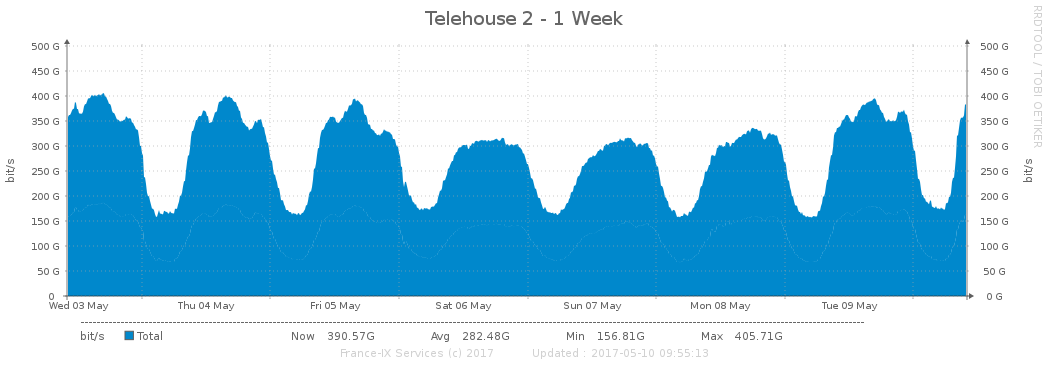 Telehouse 2 - 1 Week
RRDTOOL / TOBI OETIKER
500 G 500 G
450 G 450 G
400 G 400 G
350 G 350 G
300 G 300 G
250 G 250 G
200 G 200 G
150 G 150 G
100 G 100 G
50 G 50 G
0 0 G
bit/s
bit/s
Wed 03 May Thu 04 May Fri 05 May Sat 06 May Sun 07 May Mon 08 May Tue 09 May
bit/s Total Now 390.57G Avg 282.48G Min 156.81G Max 405.71G
France-IX Services (c) 2017 Updated : 2017-05-10 09:55:13